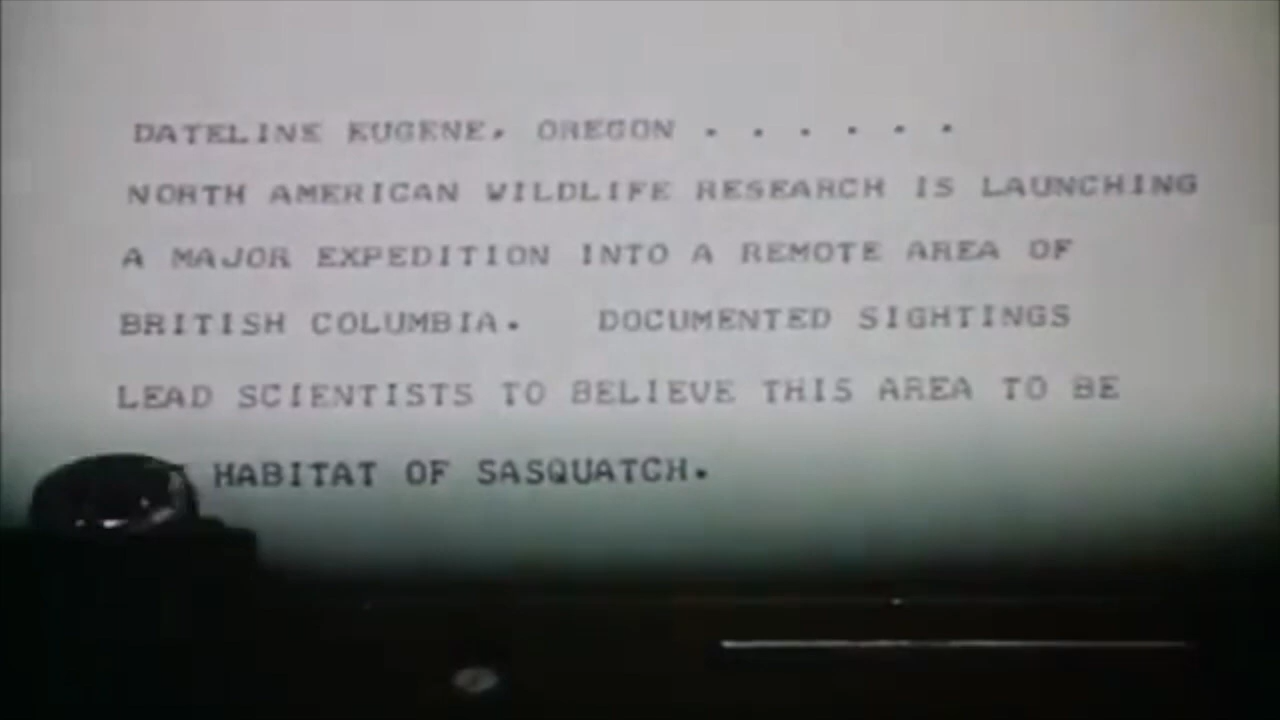 DATELINE EUGENE, OREGON . . . . . .
NORTH AMERICAN WILDLIFE RESEARCH IS LAUNCHING
A MAJOR EXPEDITION INTO A REMOTE AREA OF
BRITISH COLUMBIA. DOCUMENTED SIGHTINGS
LEAD SCIENTISTS TO BELIEVE THIS AREA TO BE
HABITAT OF SASQUATCH.